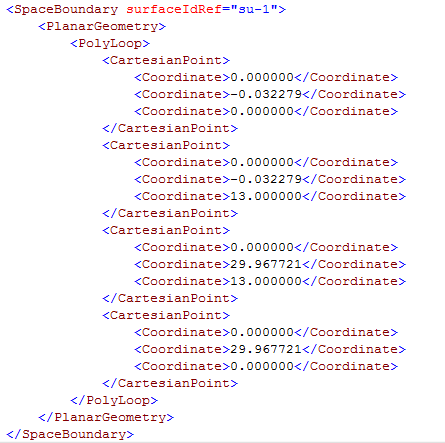 <SpaceBoundary surfaceIdRef="su-1">
<PlanarGeometry>
<PolyLoop>
<CartesianPoint>
<Coordinate>0.000000</Coordinate>
<Coordinate>-0.032279</Coordinate>
<Coordinate>0.000000</Coordinate>
</CartesianPoint>
<CartesianPoint>
<Coordinate>0.000000</Coordinate>
<Coordinate>-0.032279</Coordinate>
<Coordinate>13.000000</Coordinate>
</CartesianPoint>
<CartesianPoint>
<Coordinate>0.000000</Coordinate>
<Coordinate>29.967721</Coordinate>
<Coordinate>13.000000</Coordinate>
</CartesianPoint>
<CartesianPoint>
<Coordinate>0.000000</Coordinate>
<Coordinate>29.967721</Coordinate>
<Coordinate>0.000000</Coordinate>
</CartesianPoint>
</PolyLoop>
</PlanarGeometry>
</SpaceBoundary>